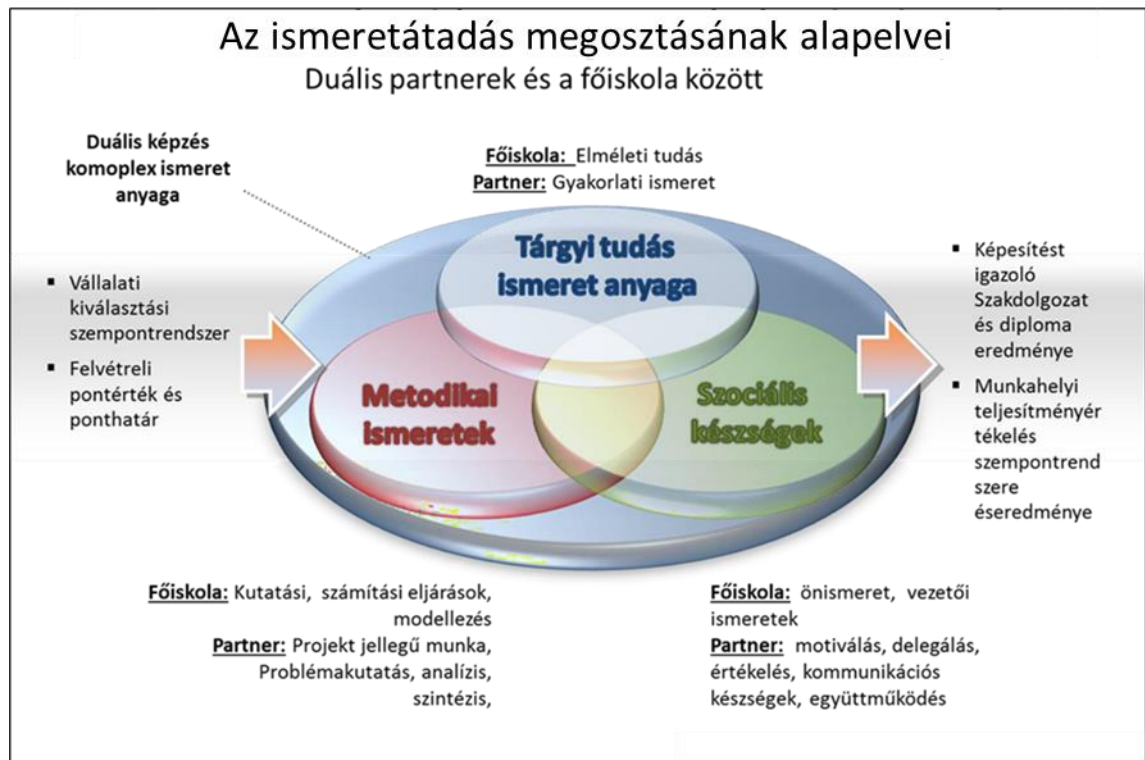 Az ismeretátadás megosztásának alapelvei
Duális partnerek és a főiskola között
Duális képzés
komoplex ismeret
anyaga
Főiskola: Elméleti tudás
Partner: Gyakorlati ismeret
Tárgyi tudás
ismeret anyaga
▪ Vállalati
kiválasztási
szempontrendszer
▪ Felvétreli
pontérték és
ponthatár
Metodikai
ismeretek
Szociális
készségek
▪ Képesítést
igazoló
Szakdolgozat
és diploma
eredménye
▪ Munkahelyi
teljesítményér
tékelés
szempontrend
szere
éseredménye
Főiskola: Kutatási, számítási eljárások,
modellezés
Partner: Projekt jellegű munka,
Problémakutatás, analízis,
szintézis,
Főiskola: önismeret, vezetői
ismeretek
Partner: motiválás, delegálás,
értékelés, kommunikációs
készségek, együttműködés